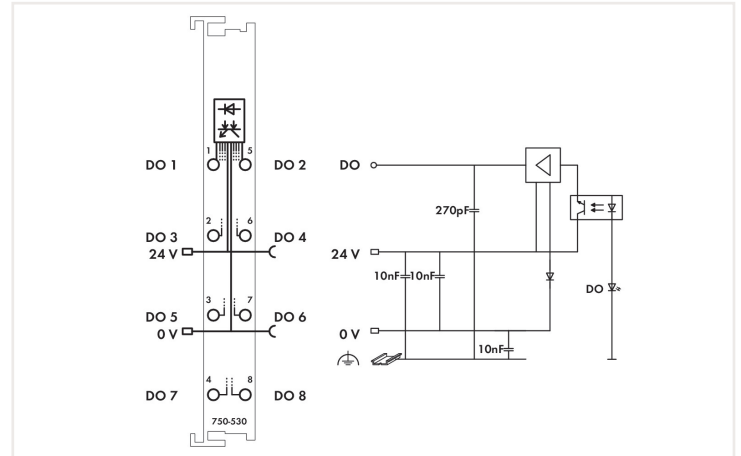 1 5
DO 1 DO 2 DO
270pF
2 6
DO 3 DO 4
24 V 24 V
10nF 10nF
DO
3 7
DO 5 DO 6
0 V 0 V
10nF
4 8
DO 7 DO 8
750-530